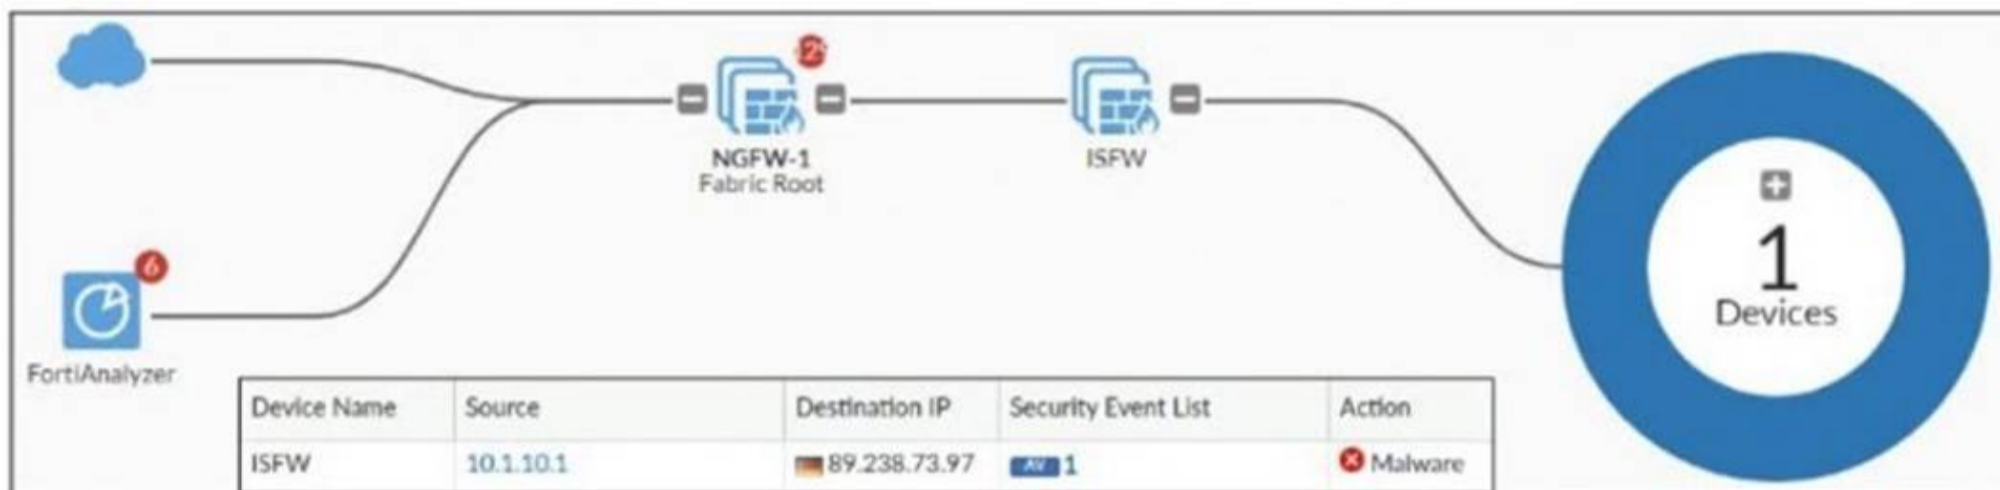 NGFW-1
Fabric Root
ISFW
6
1
Devices
FortiAnalyzer
Device Name Source Destination IP Security Event List Action
ISFW 10.1.10.1 89.238.73.97 AV 1 Malware